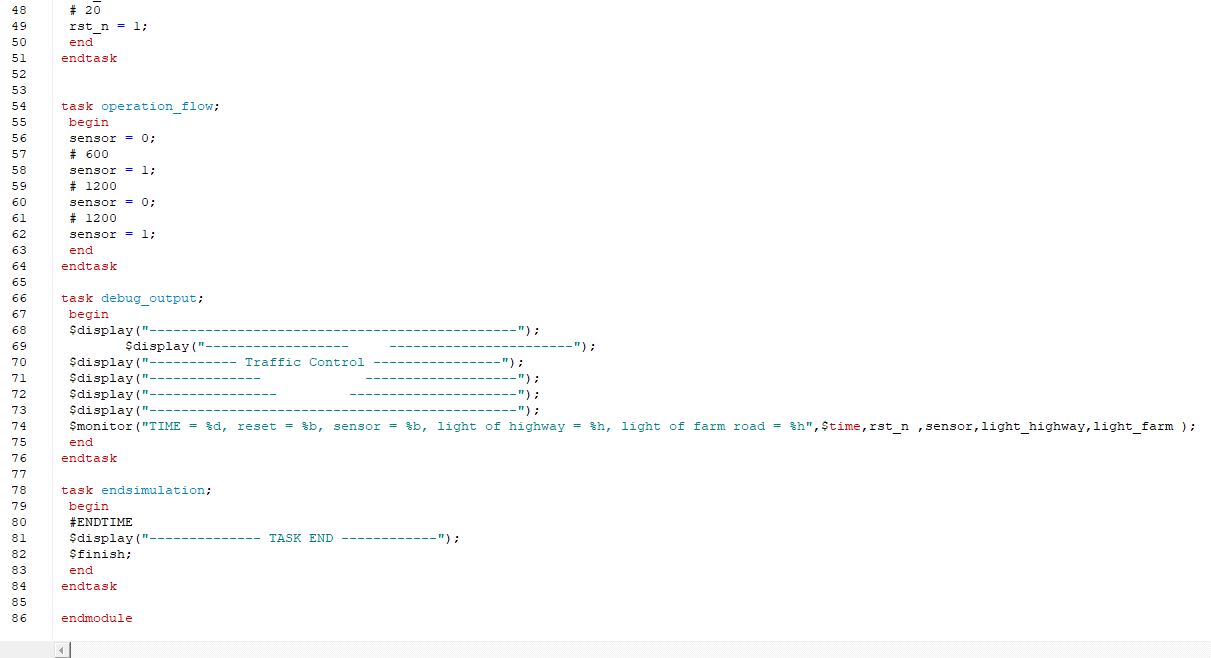 48 # 20
49 rst_n = 1;
50 end
51 endtask
52
53
54 task operation_flow;
55 begin
56 sensor = 0;
57 # 600
58 sensor = 1;
59 # 1200
60 sensor = 0;
61 # 1200
62 sensor = 1;
63 end
64 endtask
65
66 task debug_output;
67 begin
68 $display("----------------------------------------------");
69 $display("------------------     -----------------------");
70 $display("----------- Traffic Control ----------------");
71 $display("--------------             -------------------");
72 $display("----------------         ---------------------");
73 $display("----------------------------------------------");
74 $monitor("TIME = %d, reset = %b, sensor = %b, light of highway = %h, light of farm road = %h",$time,rst_n ,sensor,light_highway,light_farm );
75 end
76 endtask
77
78 task endsimulation;
79 begin
80 #ENDTIME
81 $display("-------------- TASK END ------------");
82 $finish;
83 end
84 endtask
85
86 endmodule